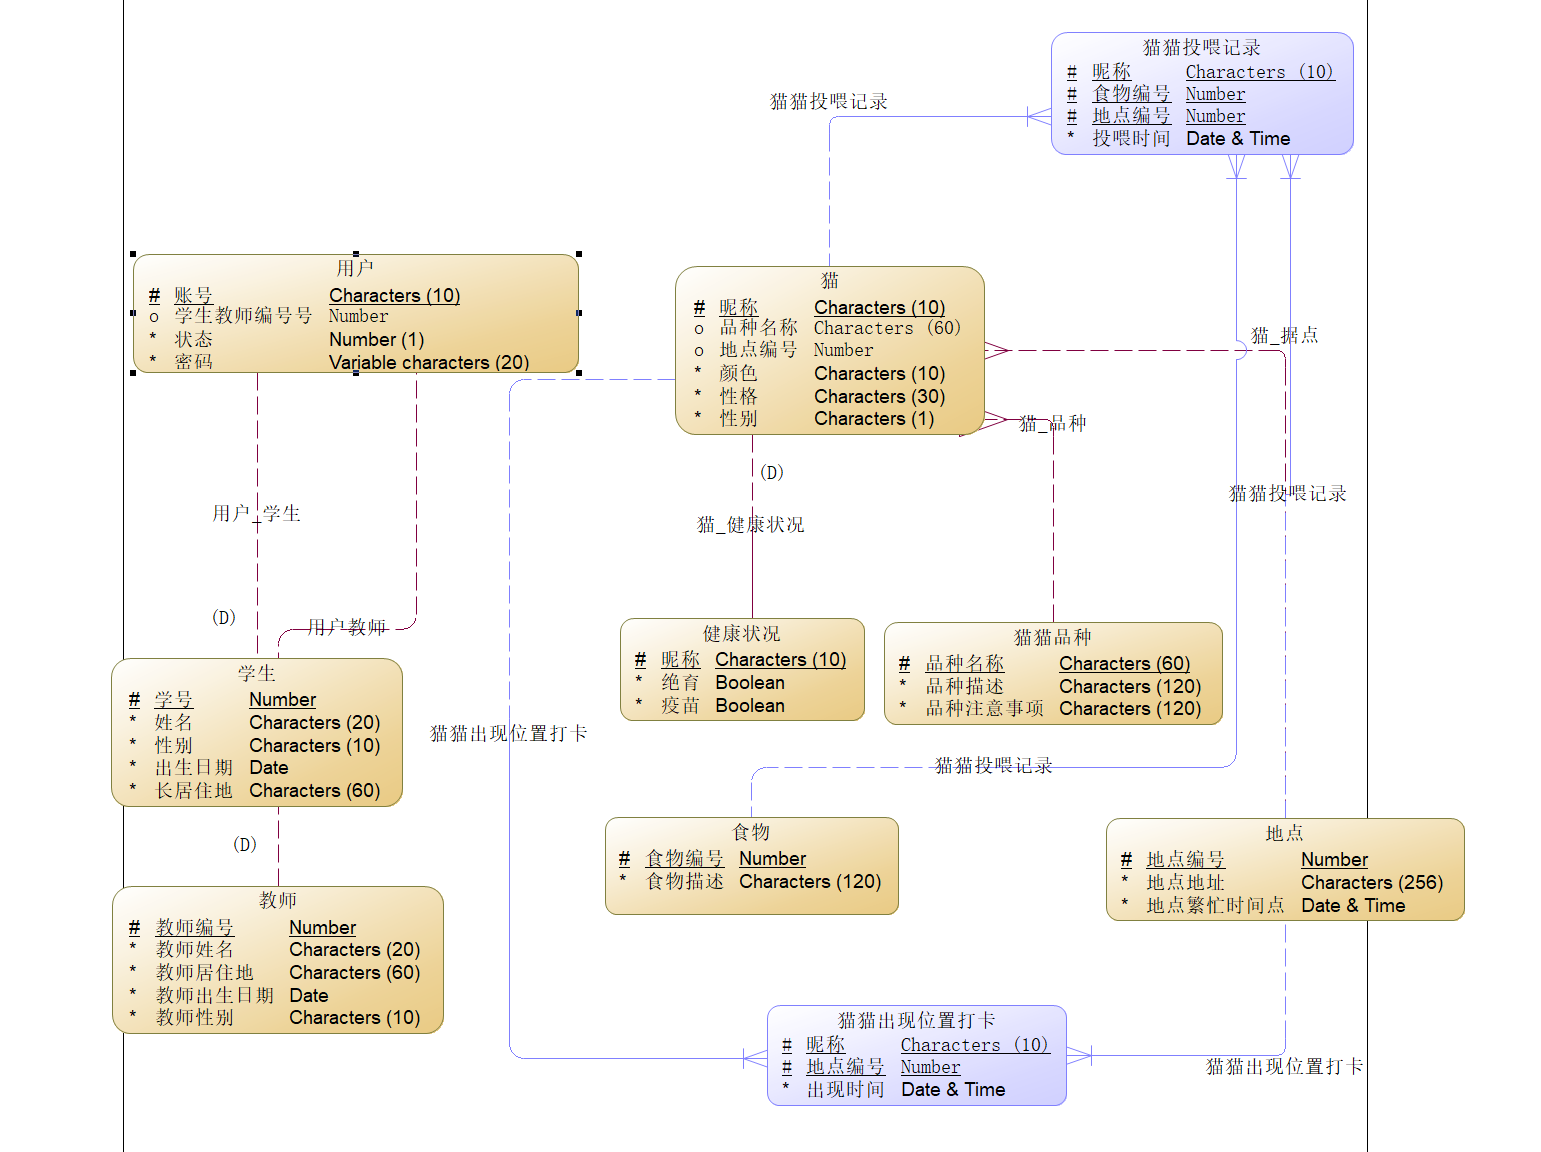 猫猫投喂记录
# 昵称 Characters (10)
# 食物编号 Number
# 地点编号 Number
* 投喂时间 Date & Time
猫猫投喂记录
用户
# 账号 Characters (10)
o 学生教师编号号 Number
* 状态 Number (1)
* 密码 Variable characters (20)
猫
# 昵称 Characters (10)
o 品种名称 Characters (60)
o 地点编号 Number
* 颜色 Characters (10)
* 性格 Characters (30)
* 性别 Characters (1)
猫_据点
猫_品种
(D)
猫猫投喂记录
用户_学生
猫_健康状况
(D)
用户教师
健康状况
# 昵称 Characters (10)
* 绝育 Boolean
* 疫苗 Boolean
猫猫品种
# 品种名称 Characters (60)
* 品种描述 Characters (120)
* 品种注意事项 Characters (120)
学生
# 学号 Number
* 姓名 Characters (20)
* 性别 Characters (10)
* 出生日期 Date
* 长居住地 Characters (60)
猫猫出现位置打卡
猫猫投喂记录
(D)
食物
# 食物编号 Number
* 食物描述 Characters (120)
地点
# 地点编号 Number
* 地点地址 Characters (256)
* 地点繁忙时间点 Date & Time
教师
# 教师编号 Number
* 教师姓名 Characters (20)
* 教师居住地 Characters (60)
* 教师出生日期 Date
* 教师性别 Characters (10)
猫猫出现位置打卡
# 昵称 Characters (10)
# 地点编号 Number
* 出现时间 Date & Time
猫猫出现位置打卡